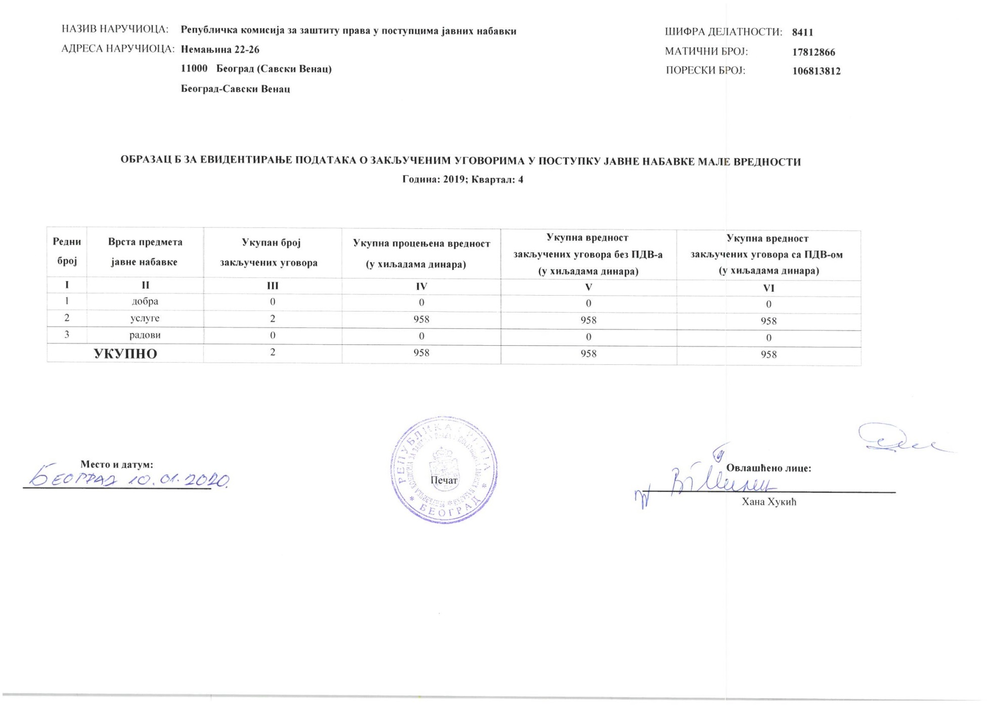 НАЗИВ НАРУЧИОЦА: Републичка комисија за заштиту права у поступцима јавних набавки
АДРЕСА НАРУЧИОЦА: Немањина 22-26
11000 Београд (Савски Венац)
Београд-Савски Венац
ШИФРА ДЕЛАТНОСТИ: 8411
МАТИЧНИ БРОЈ: 17812866
ПОРЕСКИ БРОЈ: 106813812
ОБРАЗАЦ Б ЗА ЕВИДЕНТИРАЊЕ ПОДАТАКА О ЗАКЉУЧЕНИМ УГОВОРИМА У ПОСТУПКУ ЈАВНЕ НАБАВКЕ МАЛЕ ВРЕДНОСТИ
Година: 2019; Квартал: 4
Редни број Врста предмета јавне набавке Укупан број закључених уговора Укупна процењена вредност (у хиљадама динара) Укупна вредност закључених уговора без ПДВ-а (у хиљадама динара) Укупна вредност закључених уговора са ПДВ-ом (у хиљадама динара)
I II III IV V VI
1 добра 0 0 0 0
2 услуге 2 958 958 958
3 радови 0 0 0 0
УКУПНО 2 958 958 958
Место и датум:
Београд 10.01.2020.
РЕПУБЛИКА СРБИЈА
Печат
* БЕОГРАД *
Овлашћено лице:
Хана Хукић